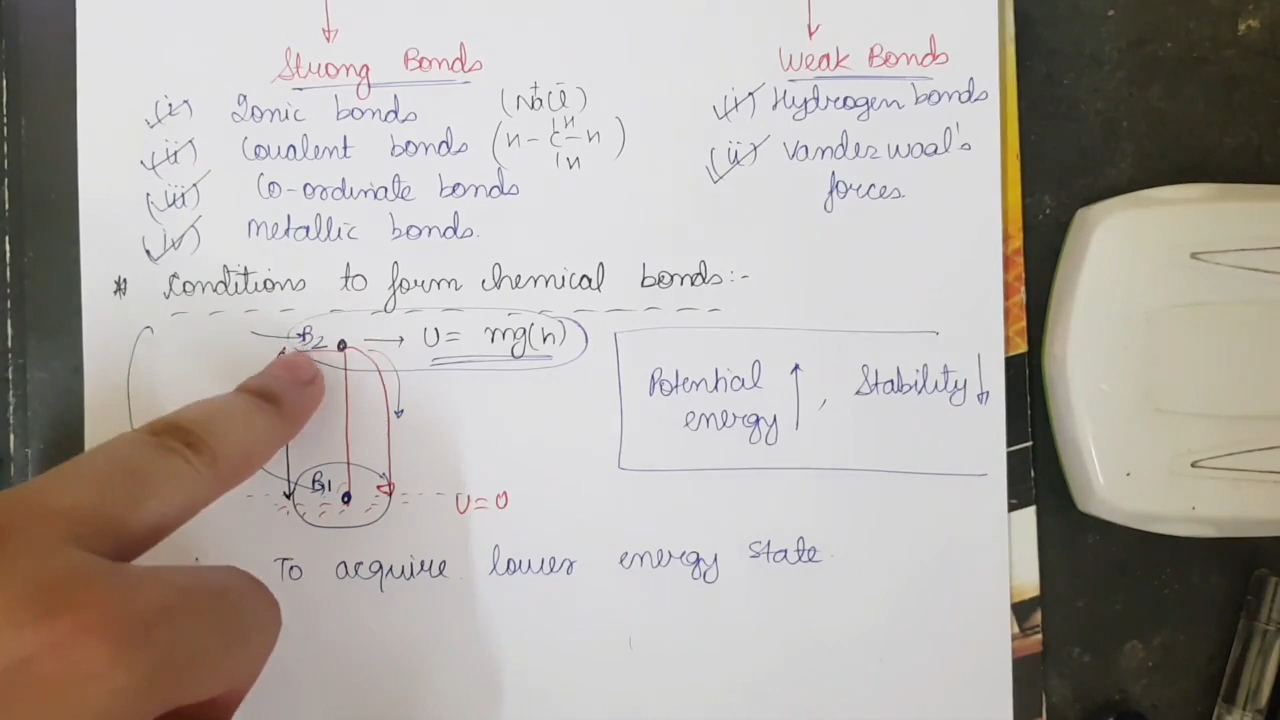 Strong Bonds
Weak Bonds
(i) Ionic bonds (Na+Cl-)
(ii) Covalent bonds (H-C-H H H)
(iii) Co-ordinate bonds
(iv) metallic bonds.
(i) Hydrogen bonds
(ii) Vanderwaal's
forces.
* Conditions to form chemical bonds:-
B2 → U= mg(h)
Potential
energy ↑, Stability ↓
B1
U=0
To acquire lower energy state.